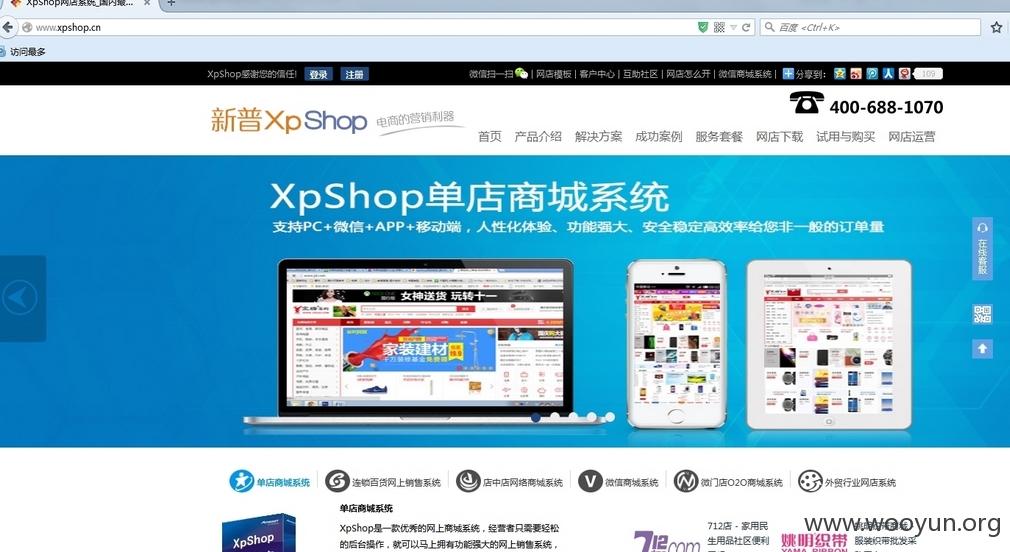 XpShop网店系统_国内最...
www.xpshop.cn
百度 <Ctrl+K>
访问最多
XpShop感谢您的信任! 登录 注册
微信扫一扫 | 网店模板 | 客户中心 | 互助社区 | 网店怎么开 | 微信商城系统 | 分享到: 109
新普XpShop 电商的营销利器
400-688-1070
首页 产品介绍 解决方案 成功案例 服务套餐 网店下载 试用与购买 网店运营
XpShop单店商城系统
支持PC+微信+APP+移动端，人性化体验、功能强大、安全稳定高效率给您非一般的订单量
女神送货 玩转十一
家装建材
在线客服
单店商城系统 连锁百货网上销售系统 店中店网络商城系统 微信商城系统 微门店O2O商城系统 外贸行业网店系统
单店商城系统
XpShop是一款优秀的网上商城系统，经营者只需要轻松
的后台操作，就可以马上拥有功能强大的网上销售系统，
XpShop
712.com
712店 - 家用民
生用品社区便利
姚明织带
YAMA RIBBON
姚明织带商城
服装织带批发采
www.wooyun.org